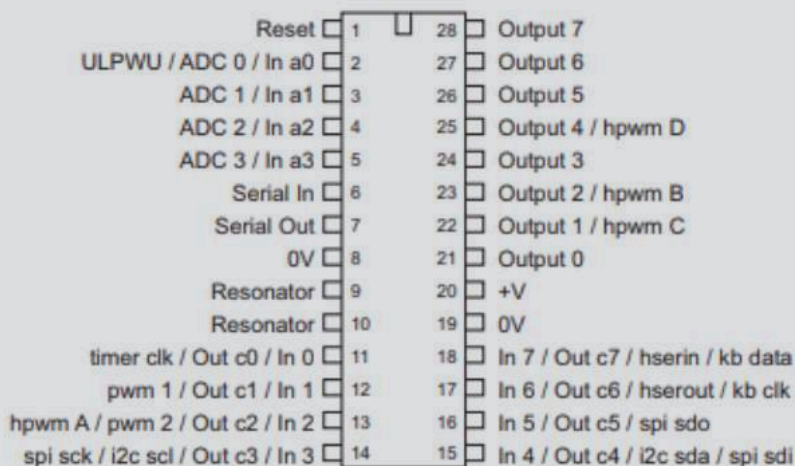 Reset 1 28 Output 7
ULPWU / ADC 0 / In a0 2 27 Output 6
ADC 1 / In a1 3 26 Output 5
ADC 2 / In a2 4 25 Output 4 / hpwm D
ADC 3 / In a3 5 24 Output 3
Serial In 6 23 Output 2 / hpwm B
Serial Out 7 22 Output 1 / hpwm C
0V 8 21 Output 0
Resonator 9 20 +V
Resonator 10 19 0V
timer clk / Out c0 / In 0 11 18 In 7 / Out c7 / hserin / kb data
pwm 1 / Out c1 / In 1 12 17 In 6 / Out c6 / hserout / kb clk
hpwm A / pwm 2 / Out c2 / In 2 13 16 In 5 / Out c5 / spi sdo
spi sck / i2c scl / Out c3 / In 3 14 15 In 4 / Out c4 / i2c sda / spi sdi